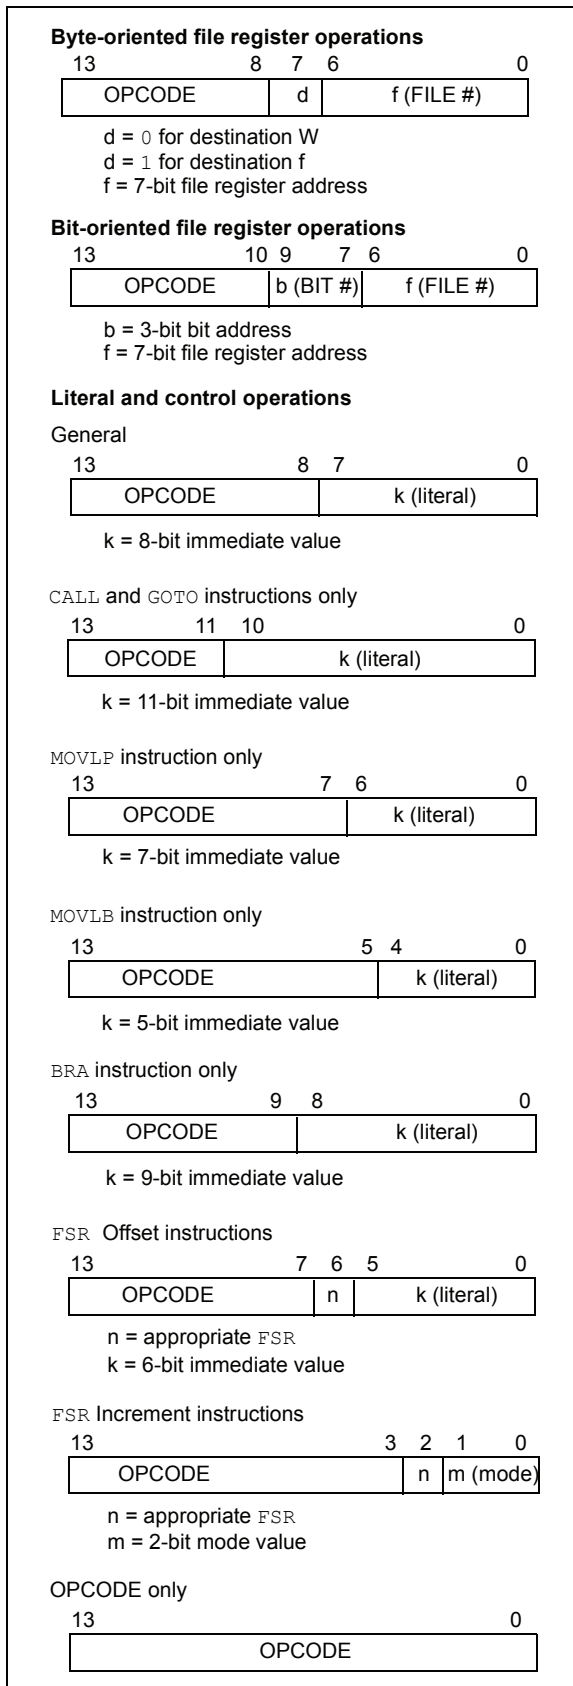 Byte-oriented file register operations
13 8 7 6 0
OPCODE d f (FILE #)
d = 0 for destination W
d = 1 for destination f
f = 7-bit file register address
Bit-oriented file register operations
13 10 9 7 6 0
OPCODE b (BIT #) f (FILE #)
b = 3-bit bit address
f = 7-bit file register address
Literal and control operations
General
13 8 7 0
OPCODE k (literal)
k = 8-bit immediate value
CALL and GOTO instructions only
13 11 10 0
OPCODE k (literal)
k = 11-bit immediate value
MOVLP instruction only
13 7 6 0
OPCODE k (literal)
k = 7-bit immediate value
MOVLB instruction only
13 5 4 0
OPCODE k (literal)
k = 5-bit immediate value
BRA instruction only
13 9 8 0
OPCODE k (literal)
k = 9-bit immediate value
FSR Offset instructions
13 7 6 5 0
OPCODE n k (literal)
n = appropriate FSR
k = 6-bit immediate value
FSR Increment instructions
13 3 2 1 0
OPCODE n m (mode)
n = appropriate FSR
m = 2-bit mode value
OPCODE only
13 0
OPCODE